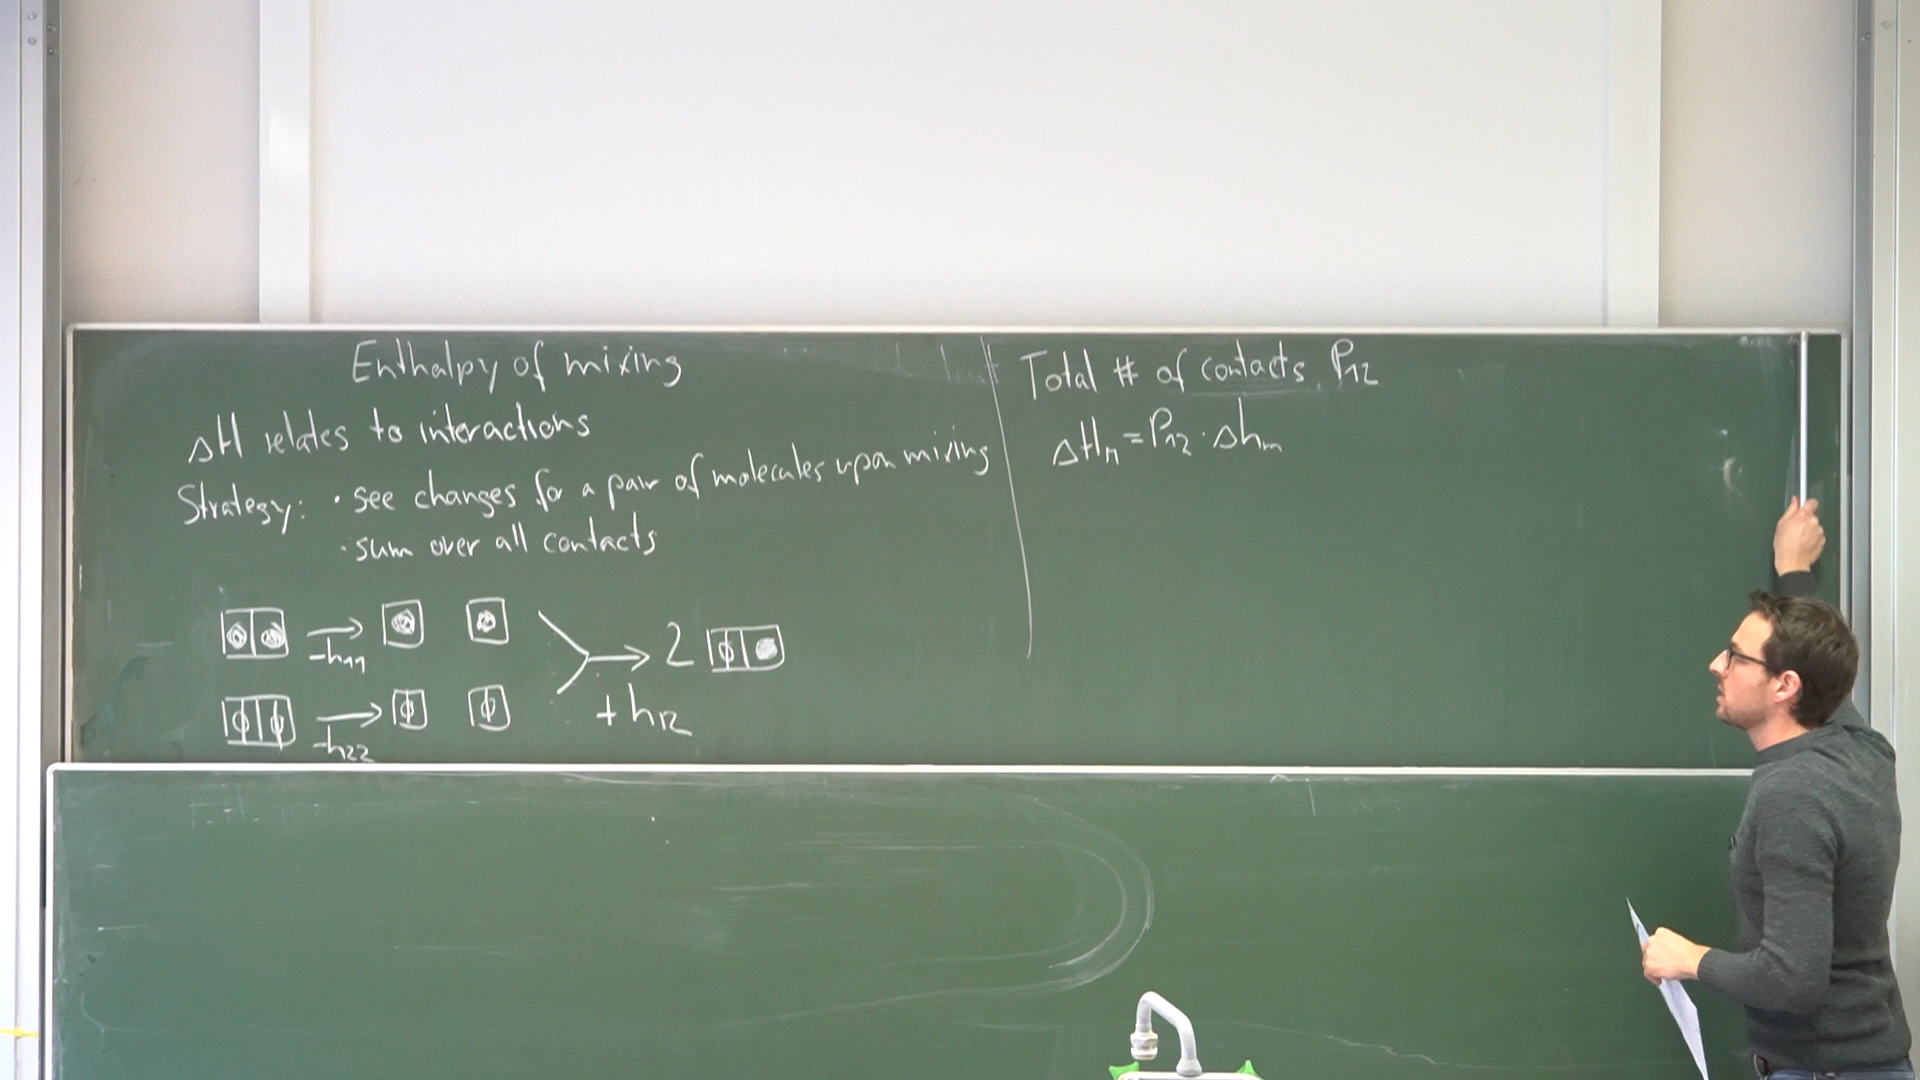 Enthalpy of mixing
ΔH relates to interactions
Strategy: · see changes for a pair of molecules upon mixing
· sum over all contacts
-h11
2
-h22
+ h12
Total # of contacts P12
ΔHM = P12 · Δhm